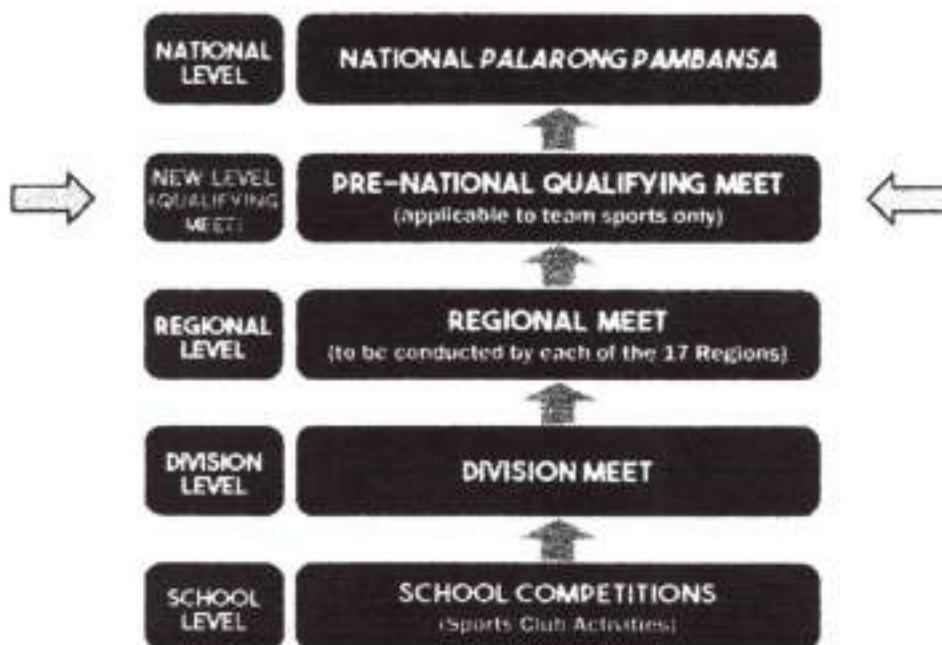 NATIONAL
LEVEL
NATIONAL PALARONG PAMBANSA
NEW LEVEL
(QUALIFYING
MEET)
PRE-NATIONAL QUALIFYING MEET
(applicable to team sports only)
REGIONAL
LEVEL
REGIONAL MEET
(to be conducted by each of the 17 Regions)
DIVISION
LEVEL
DIVISION MEET
SCHOOL
LEVEL
SCHOOL COMPETITIONS
(Sports Club Activities)